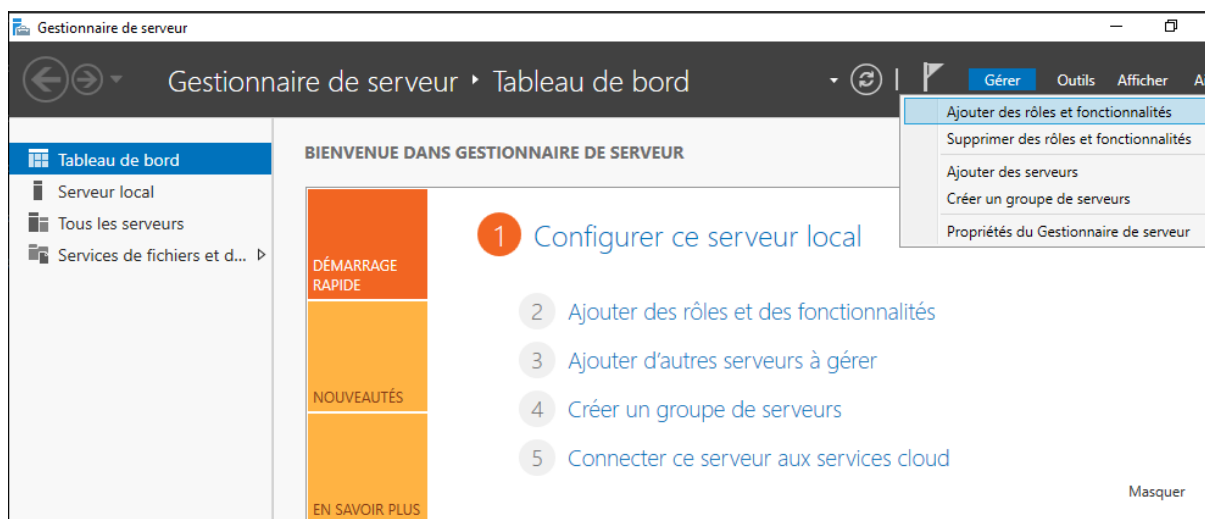 Gestionnaire de serveur
Gestionnaire de serveur ‣ Tableau de bord
Gérer Outils Afficher
Ajouter des rôles et fonctionnalités
Supprimer des rôles et fonctionnalités
Ajouter des serveurs
Créer un groupe de serveurs
Propriétés du Gestionnaire de serveur
Tableau de bord
Serveur local
Tous les serveurs
Services de fichiers et d...
BIENVENUE DANS GESTIONNAIRE DE SERVEUR
DÉMARRAGE
RAPIDE
NOUVEAUTÉS
EN SAVOIR PLUS
1 Configurer ce serveur local
2 Ajouter des rôles et des fonctionnalités
3 Ajouter d’autres serveurs à gérer
4 Créer un groupe de serveurs
5 Connecter ce serveur aux services cloud
Masquer